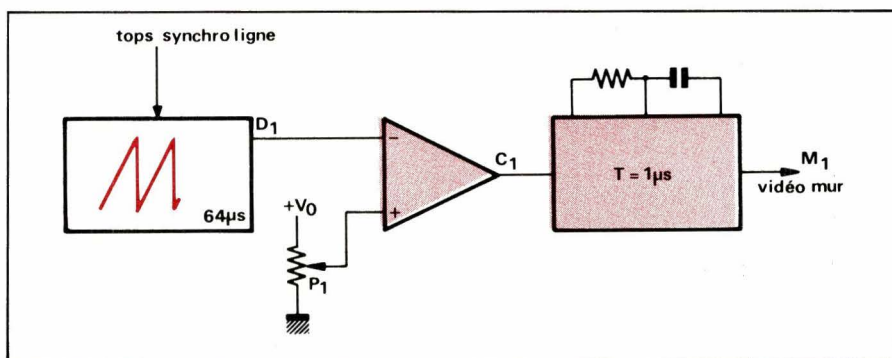 tops synchro ligne
D1
64µs
−
+
+V0
P1
C1
T = 1µs
M1
vidéo mur